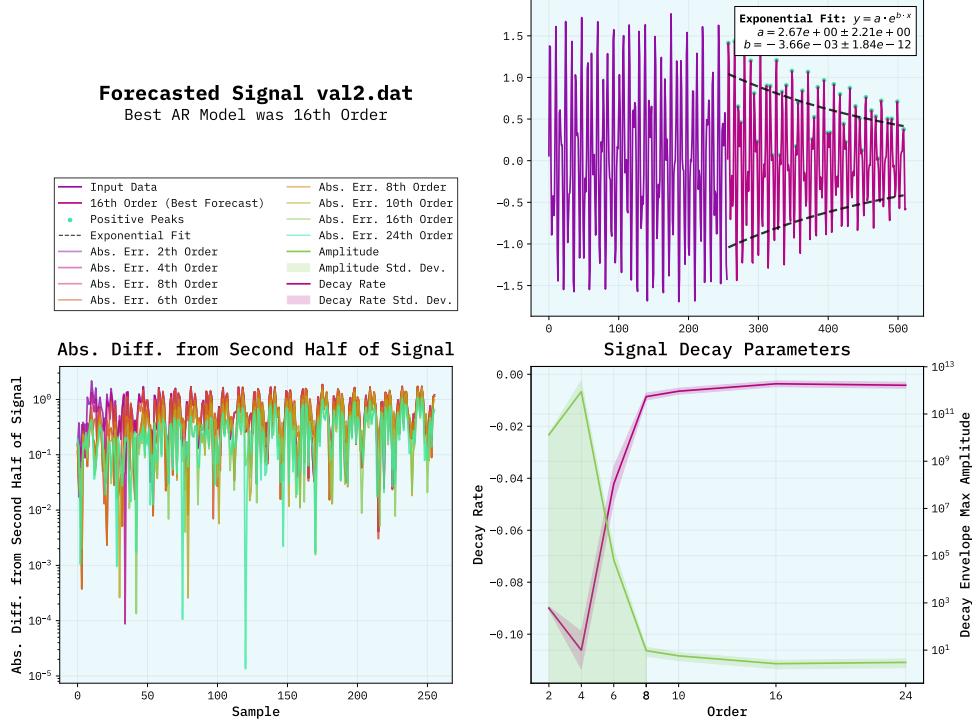 Forecasted Signal val2.dat
Best AR Model was 16th Order
Input Data
16th Order (Best Forecast)
Positive Peaks
Exponential Fit
Abs. Err. 2th Order
Abs. Err. 4th Order
Abs. Err. 8th Order
Abs. Err. 6th Order
Abs. Err. 8th Order
Abs. Err. 10th Order
Abs. Err. 16th Order
Abs. Err. 24th Order
Amplitude
Amplitude Std. Dev.
Decay Rate
Decay Rate Std. Dev.
Exponential Fit: y = a · e^{b · x}
a = 2.67e + 00 ± 2.21e + 00
b = − 3.66e − 03 ± 1.84e − 12
1.5
1.0
0.5
0.0
−0.5
−1.0
−1.5
0 100 200 300 400 500
Abs. Diff. from Second Half of Signal
Abs. Diff. from Second Half of Signal
10^0
10^{-1}
10^{-2}
10^{-3}
10^{-4}
10^{-5}
0 50 100 150 200 250
Sample
Signal Decay Parameters
Decay Rate
0.00
−0.02
−0.04
−0.06
−0.08
−0.10
2 4 6 8 10 16 24
Order
10^{13}
10^{11}
10^9
10^7
10^5
10^3
10^1
Decay Envelope Max Amplitude